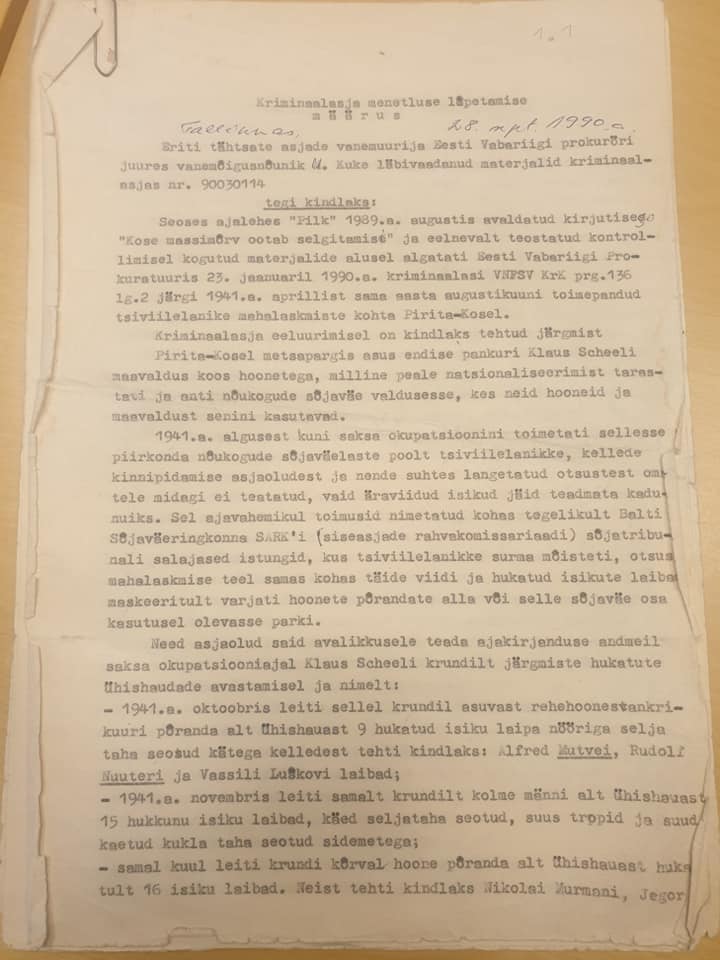 1.1
Kriminaalasja menetluse lõpetamise
määrus
Tallinnas, 28. sept. 1990.a.
Eriti tähtsate asjade vanemuurija Eesti Vabariigi prokuröri
juures vanemõigusnõunik U. Kuke läbivaadanud materjalid kriminaal-
asjas nr. 90030114
tegi kindlaks:
Seoses ajalehes "Pilk" 1989.a. augustis avaldatud kirjutisega
"Kose massimõrv ootab selgitamist" ja eelnevalt teostatud kontrol-
limisel kogutud materjalide alusel algatati Eesti Vabariigi Pro-
kuratuuris 23. jaanuaril 1990.a. kriminaalasi VNFSV KrK prg.136
lg.2 järgi 1941.a. aprillist sama aasta augustikuuni toimepandud
tsiviilelanike mahalaskmiste kohta Pirita-Kosel.
Kriminaalasja eeluurimisel on kindlaks tehtud järgmist
Pirita-Kosel metsapargis asus endise pankuri Klaus Scheeli
maavaldus koos hoonetega, milline peale natsionaliseerimist taras-
tati ja anti nõukogude sõjaväe valdusesse, kes neid hooneid ja
maavaldust senini kasutavad.
1941.a. algusest kuni saksa okupatsioonini toimetati sellesse
piirkonda nõukogude sõjaväelaste poolt tsiviilelanikke, kellede
kinnipidamise asjaoludest ja nende suhtes langetatud otsustest oma-
tele midagi ei teatatud, vaid äraviidud isikud jäid teadmata kadu-
nuiks. Sel ajavahemikul toimusid nimetatud kohas tegelikult Balti
Sõjaväeringkonna SARK'i (siseasjade rahvakomissariaadi) sõjatribu-
nali salajased istungid, kus tsiviilelanikke surma mõisteti, otsus
mahalaskmise teel samas kohas täide viidi ja hukatud isikute laibad
maskeeritult varjati hoonete põrandate alla või selle sõjaväe osa
kasutusel olevasse parki.
Need asjaolud said avalikkusele teada ajakirjanduse andmeil
saksa okupatsiooniajal Klaus Scheeli krundilt järgmiste hukatute
ühishaudade avastamisel ja nimelt:
- 1941.a. oktoobris leiti sellel krundil asuvast rehehoonestankri-
kuuri põranda alt ühishauast 9 hukatud isiku laipa nööriga selja
taha seotud kätega kelledest tehti kindlaks: Alfred Mutvei, Rudolf
Nuuteri ja Vassili Luškovi laibad;
- 1941.a. novembris leiti samalt krundilt kolme männi alt ühishauast
15 hukkunu isiku laibad, käed seljataha seotud, suus tropid ja suud
kaetud kukla taha seotud sidemetega;
- samal kuul leiti krundi kõrval hoone põranda alt ühishauast huka
tult 16 isiku laibad. Neist tehti kindlaks Nikolai Murmani, Jegor